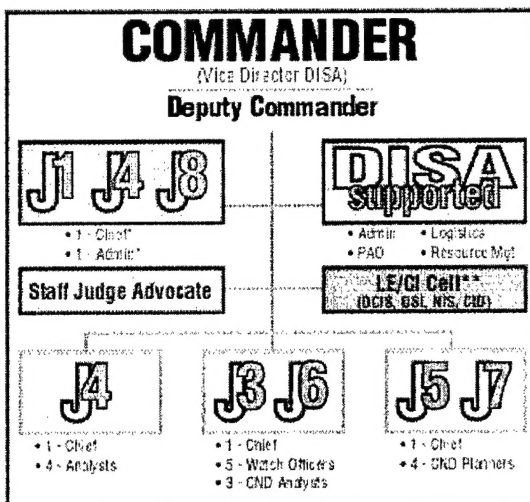 COMMANDER
(Vice Director DISA)
Deputy Commander
J1 J4 J8
DISA
supported
• 1 - Chief*
• 1 - Admin*
• Admin • Logistics
• PAO • Resource Mgt
Staff Judge Advocate
LE/CI Cell**
(DCIS, OSI, NIS, CID)
J4
J3 J6
J5 J7
• 1 - Chief
• 4 - Analysts
• 1 - Chief
• 5 - Watch Officers
• 3 - CND Analysts
• 1 - Chief
• 4 - CND Planners